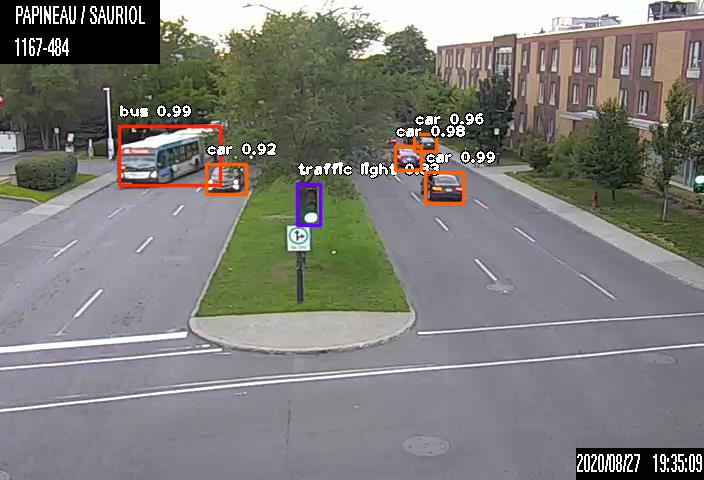 PAPINEAU / SAURIOL
1167-484
bus 0.99
car 0.92
car 0.96
car 0.98
car 0.99
traffic light
2020/08/27 19:35:09